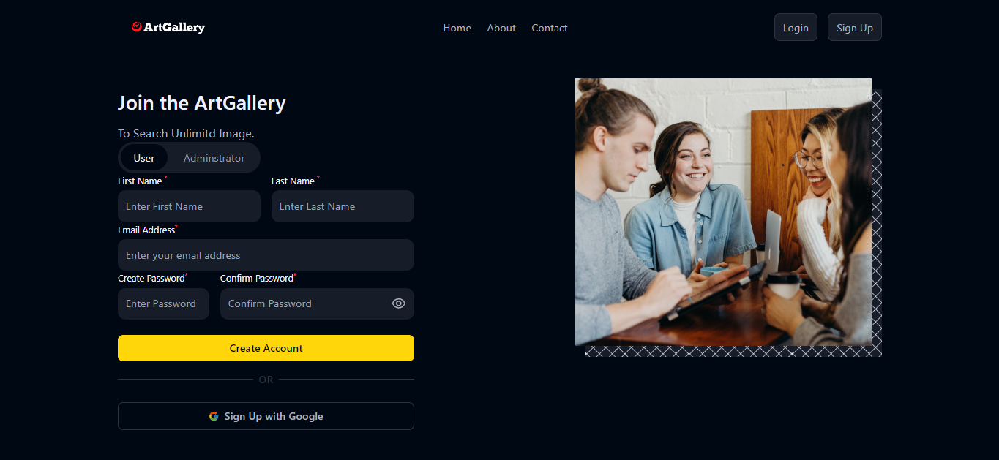 ArtGallery Home About Contact Login Sign Up
Join the ArtGallery
To Search Unlimitd Image.
User Adminstrator
First Name * Last Name *
Enter First Name Enter Last Name
Email Address*
Enter your email address
Create Password* Confirm Password*
Enter Password Confirm Password
Create Account
OR
Sign Up with Google